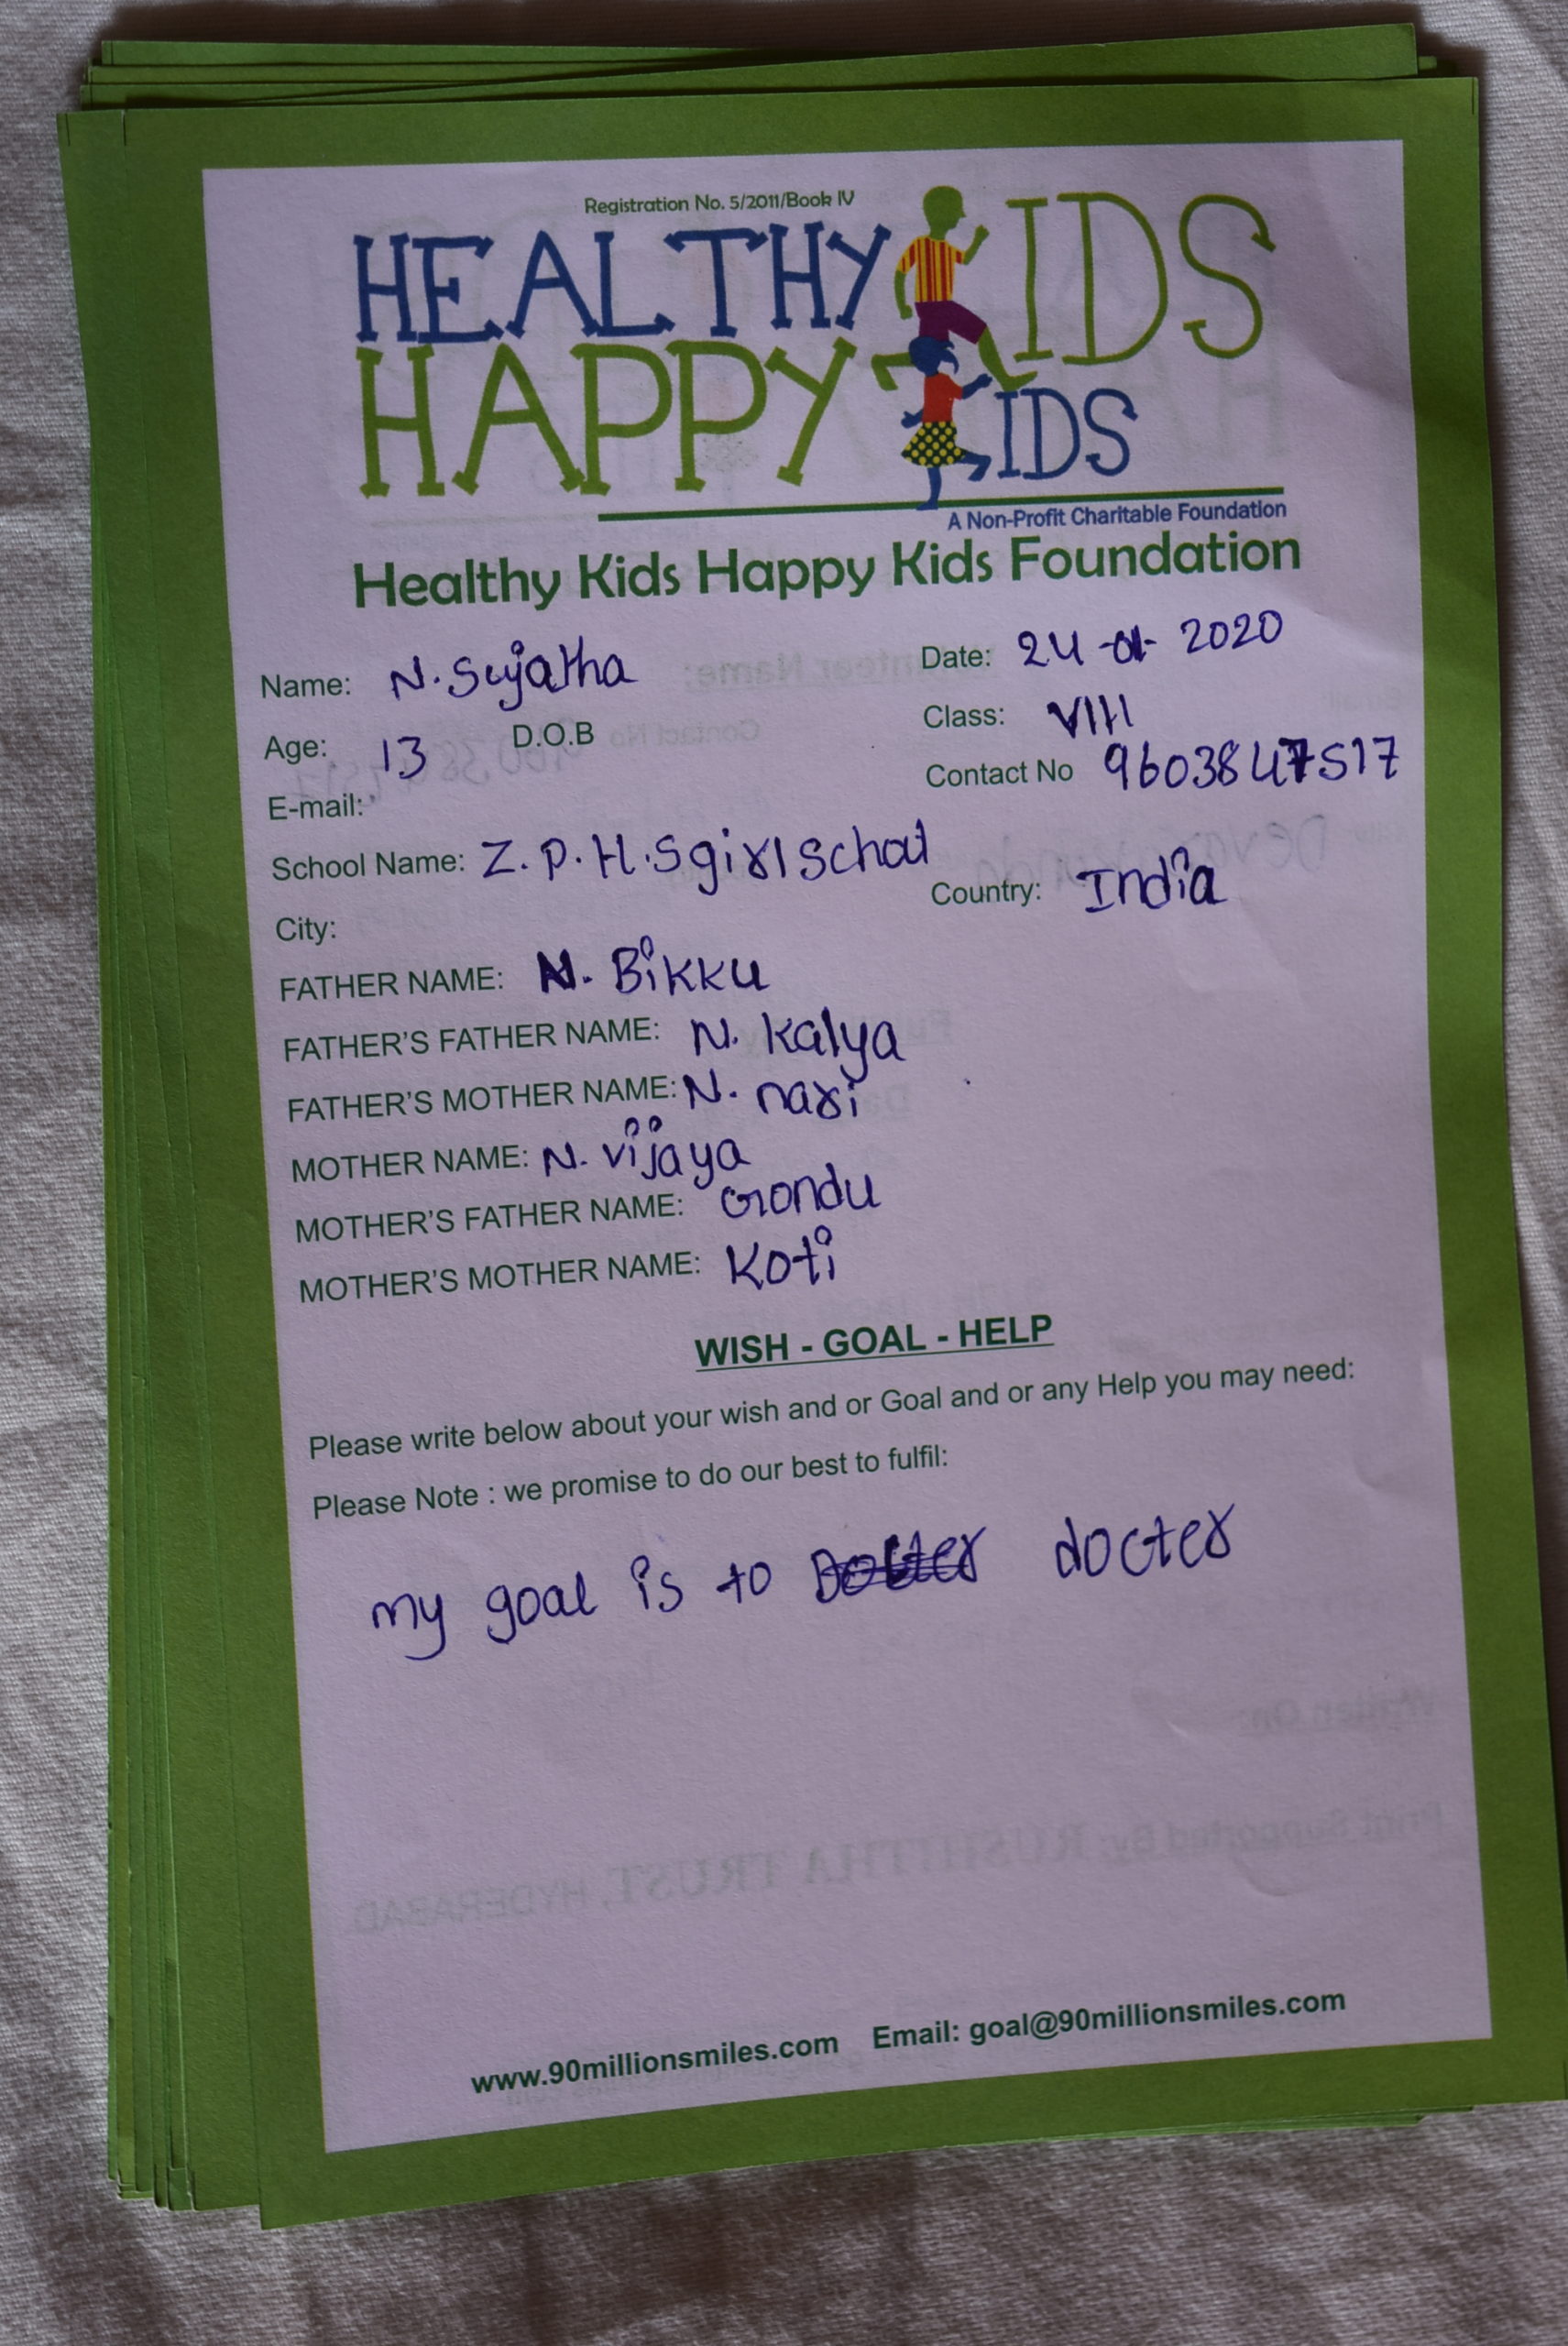 Registration No. 5/2011/Book IV
HEALTHY KIDS
HAPPY KIDS
A Non-Profit Charitable Foundation
Healthy Kids Happy Kids Foundation
Name: N. Sujatha Date: 24-01-2020
Age: 13 D.O.B Class: VIII
E-mail: Contact No 9603847517
School Name: Z.P.H.S girl School
City: Country: India
FATHER NAME: N. Bikku
FATHER'S FATHER NAME: N. Kalya
FATHER'S MOTHER NAME: N. nari
MOTHER NAME: N. vijaya
MOTHER'S FATHER NAME: Gondu
MOTHER'S MOTHER NAME: Koti
WISH - GOAL - HELP
Please write below about your wish and or Goal and or any Help you may need:
Please Note : we promise to do our best to fulfil:
my goal is to docter
www.90millionsmiles.com Email: goal@90millionsmiles.com